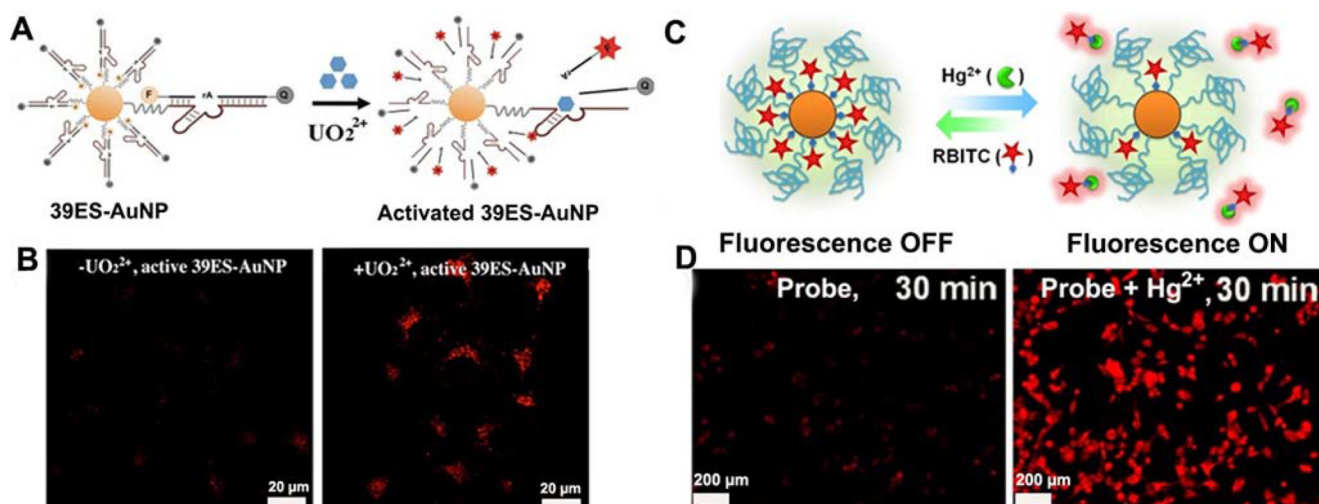 A
F
rA
Q
UO₂²⁺
F
Q
39ES-AuNP
Activated 39ES-AuNP
B
-UO₂²⁺, active 39ES-AuNP
20 µm
+UO₂²⁺, active 39ES-AuNP
20 µm
C
Hg²⁺ ( )
RBITC ( )
Fluorescence OFF
Fluorescence ON
D
Probe, 30 min
200 µm
Probe + Hg²⁺, 30 min
200 µm